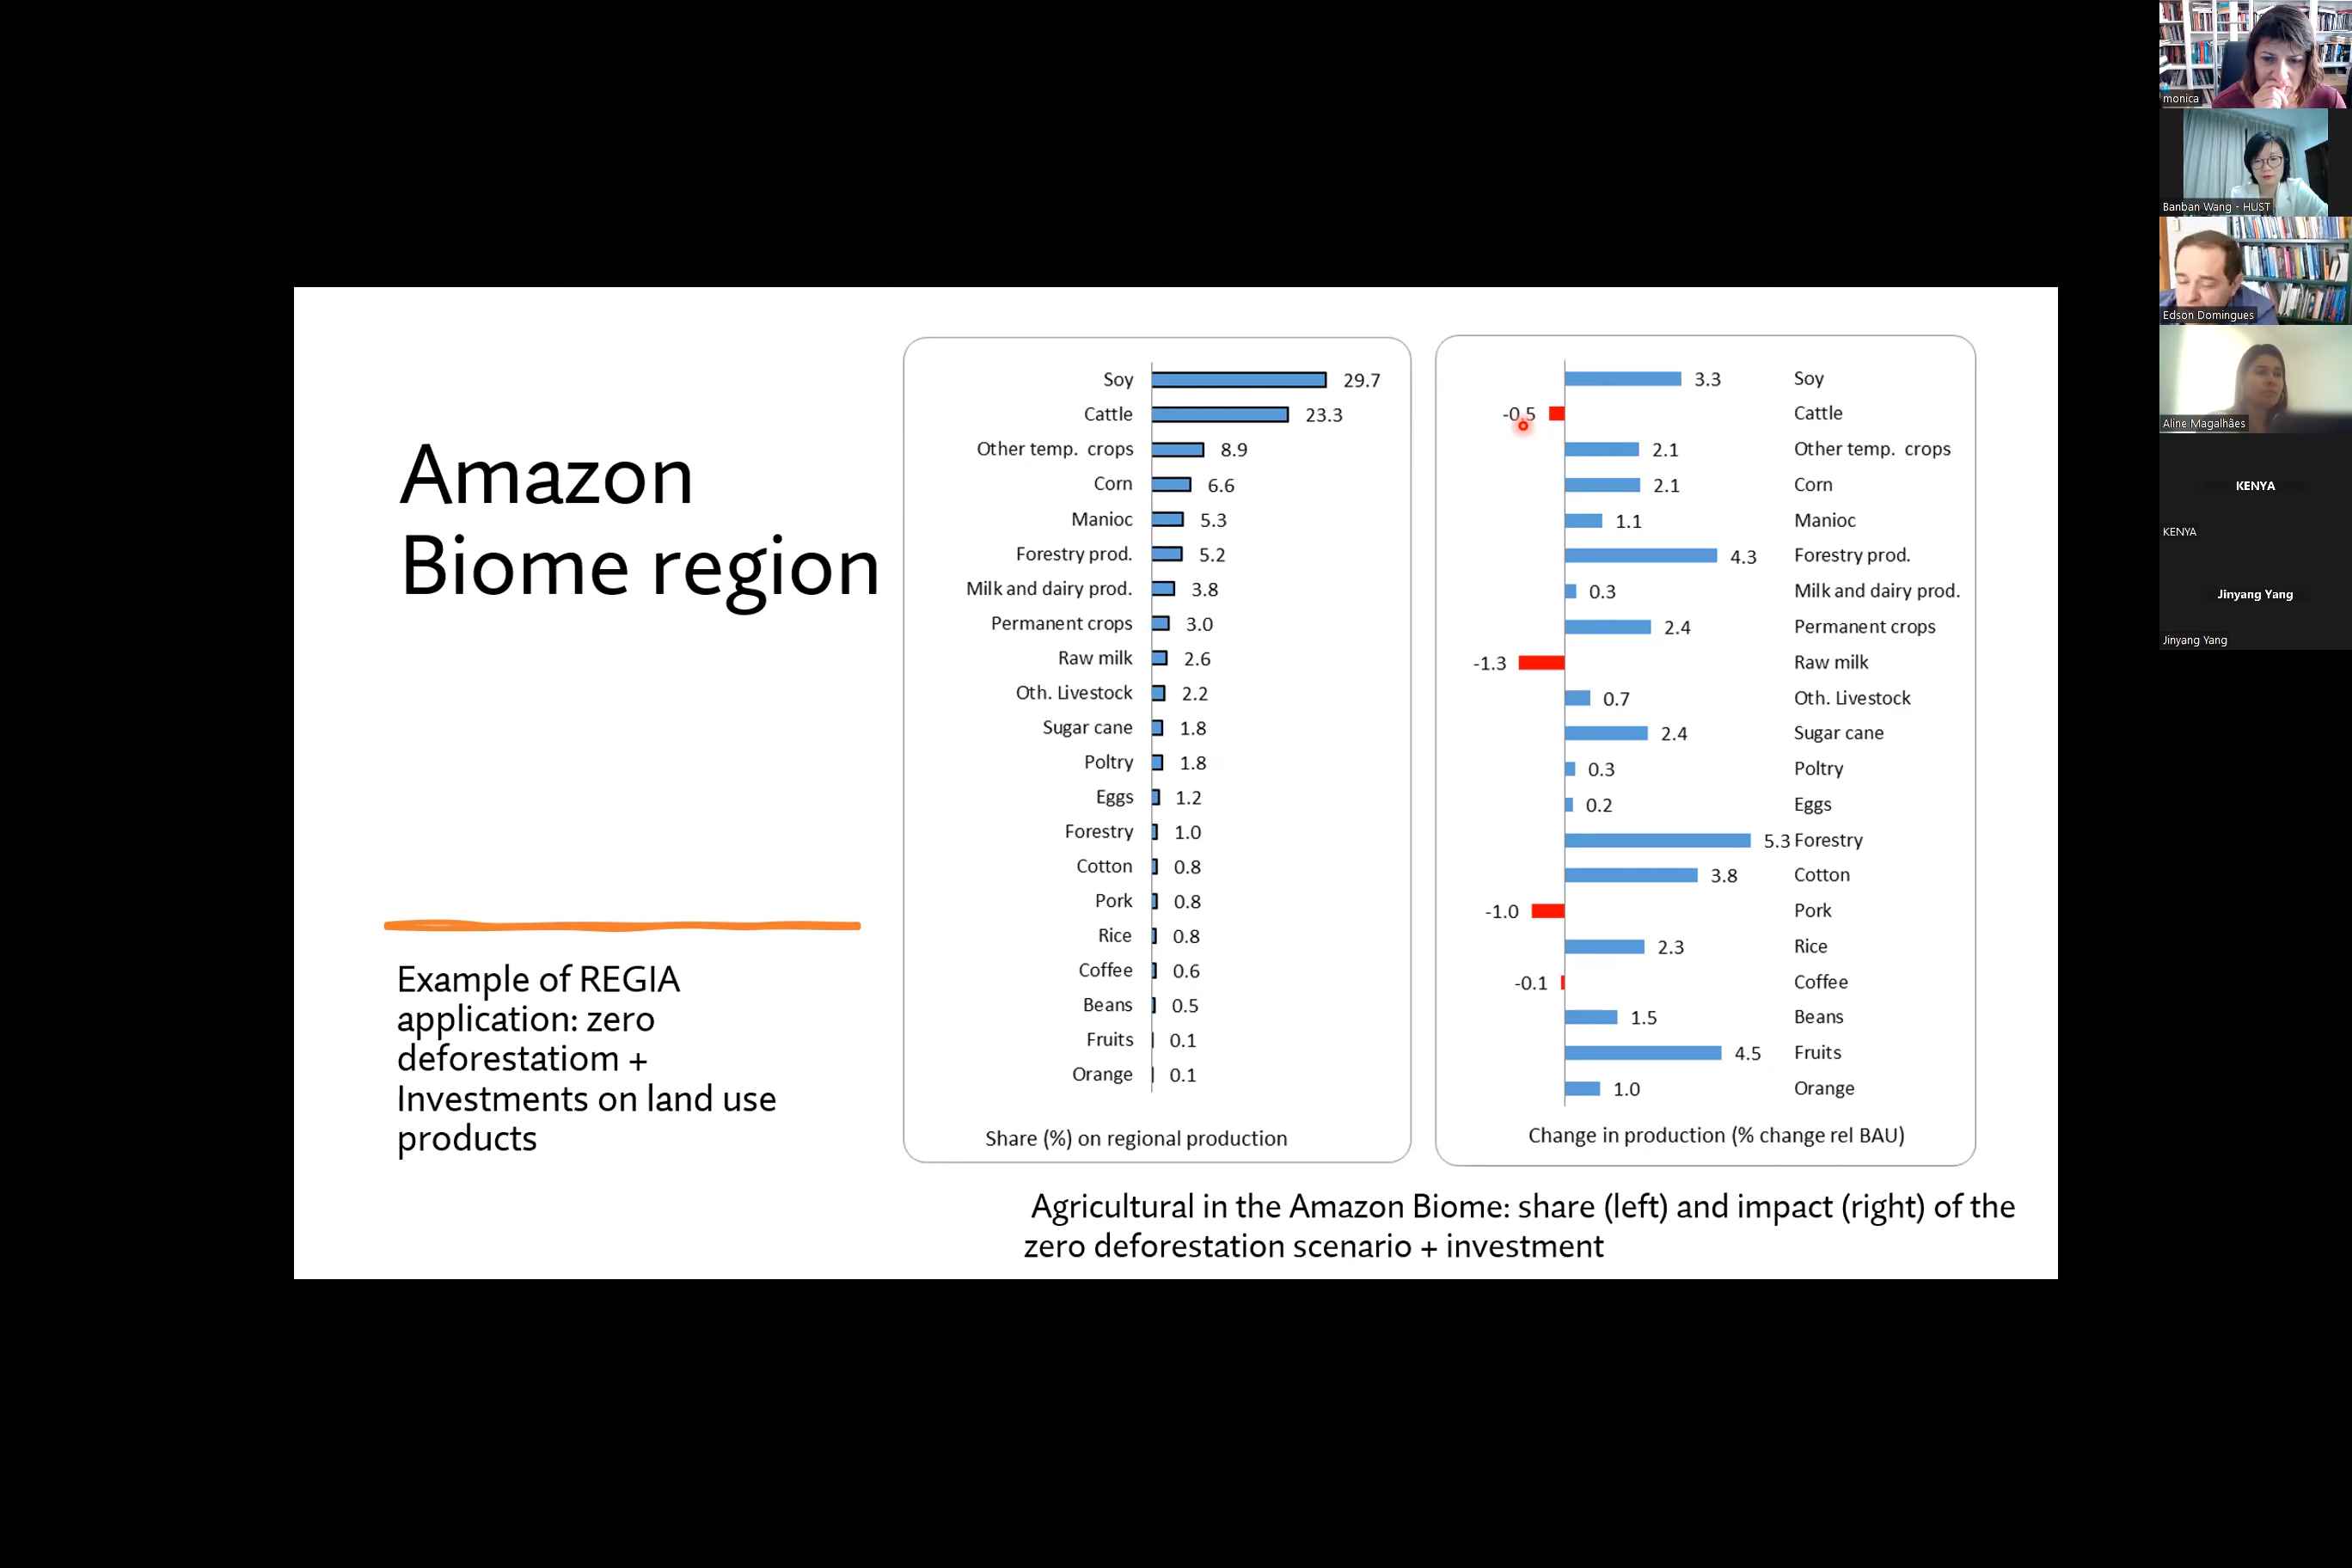 Amazon
Biome region
Example of REGIA
application: zero
deforestatiom +
Investments on land use
products
Soy 29.7
Cattle 23.3
Other temp. crops 8.9
Corn 6.6
Manioc 5.3
Forestry prod. 5.2
Milk and dairy prod. 3.8
Permanent crops 3.0
Raw milk 2.6
Oth. Livestock 2.2
Sugar cane 1.8
Poltry 1.8
Eggs 1.2
Forestry 1.0
Cotton 0.8
Pork 0.8
Rice 0.8
Coffee 0.6
Beans 0.5
Fruits 0.1
Orange 0.1
Share (%) on regional production
3.3 Soy
-0.5 Cattle
2.1 Other temp. crops
2.1 Corn
1.1 Manioc
4.3 Forestry prod.
0.3 Milk and dairy prod.
2.4 Permanent crops
-1.3 Raw milk
0.7 Oth. Livestock
2.4 Sugar cane
0.3 Poltry
0.2 Eggs
5.3 Forestry
3.8 Cotton
-1.0 Pork
2.3 Rice
-0.1 Coffee
1.5 Beans
4.5 Fruits
1.0 Orange
Change in production (% change rel BAU)
Agricultural in the Amazon Biome: share (left) and impact (right) of the
zero deforestation scenario + investment
monica
Banban Wang - HUST
Edson Domingues
Aline Magalhães
KENYA
KENYA
Jinyang Yang
Jinyang Yang